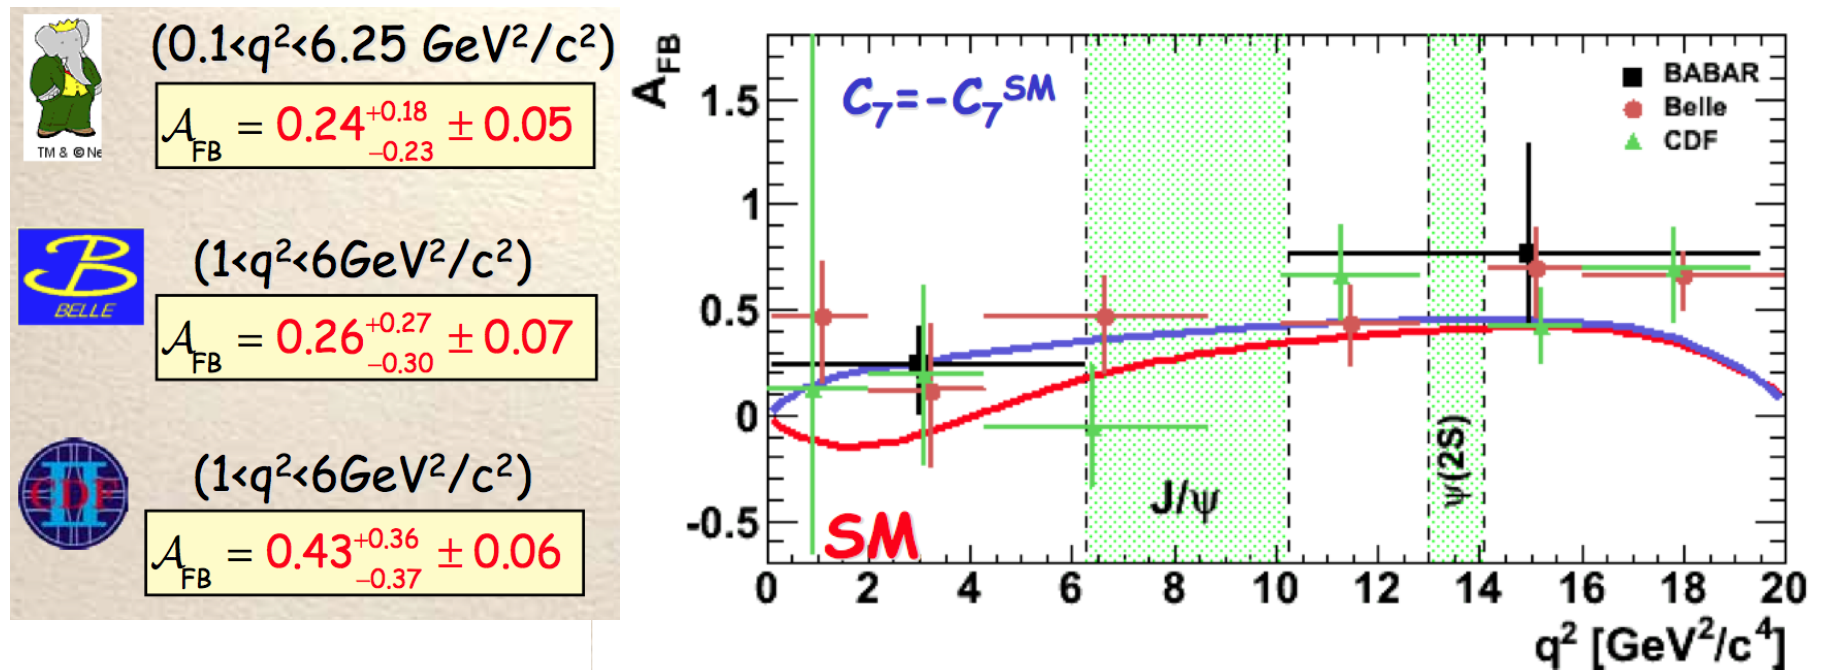 (0.1<q²<6.25 GeV²/c²)
A_FB = 0.24 +0.18 −0.23 ± 0.05
TM & © Ne
(1<q²<6GeV²/c²)
BELLE
A_FB = 0.26 +0.27 −0.30 ± 0.07
(1<q²<6GeV²/c²)
CDF II
A_FB = 0.43 +0.36 −0.37 ± 0.06
A_FB
C₇=-C₇^SM
BABAR
Belle
CDF
1.5
1
0.5
0
-0.5
J/ψ
ψ(2S)
SM
0 2 4 6 8 10 12 14 16 18 20
q² [GeV²/c⁴]